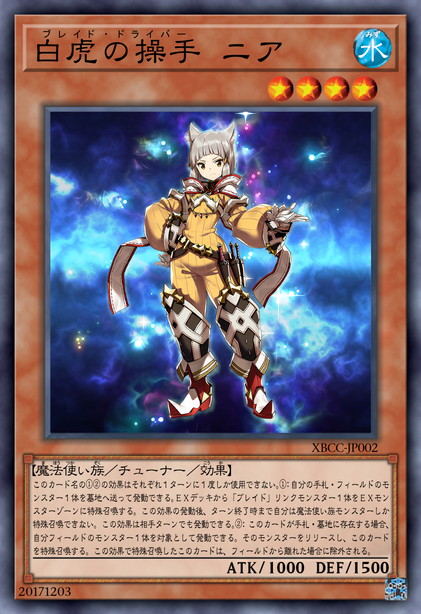 ブレイド・ドライバー
白虎の操手 ニア
みず
水
XBCC-JP002
【魔法使い族／チューナー／効果】
このカード名の①②の効果はそれぞれ1ターンに1度しか使用できない。①：自分の手札・フィールドのモ
ンスター1体を墓地へ送って発動できる。EXデッキから「ブレイド」リンクモンスター1体をEXモン
スターゾーンに特殊召喚する。この効果の発動後、ターン終了時まで自分は魔法使い族モンスターしか
特殊召喚できない。この効果は相手ターンでも発動できる。②：このカードが手札・墓地に存在する場合、
自分フィールドのモンスター1体を対象として発動できる。そのモンスターをリリースし、このカード
を特殊召喚する。この効果で特殊召喚したこのカードは、フィールドから離れた場合に除外される。
ATK/1000 DEF/1500
20171203